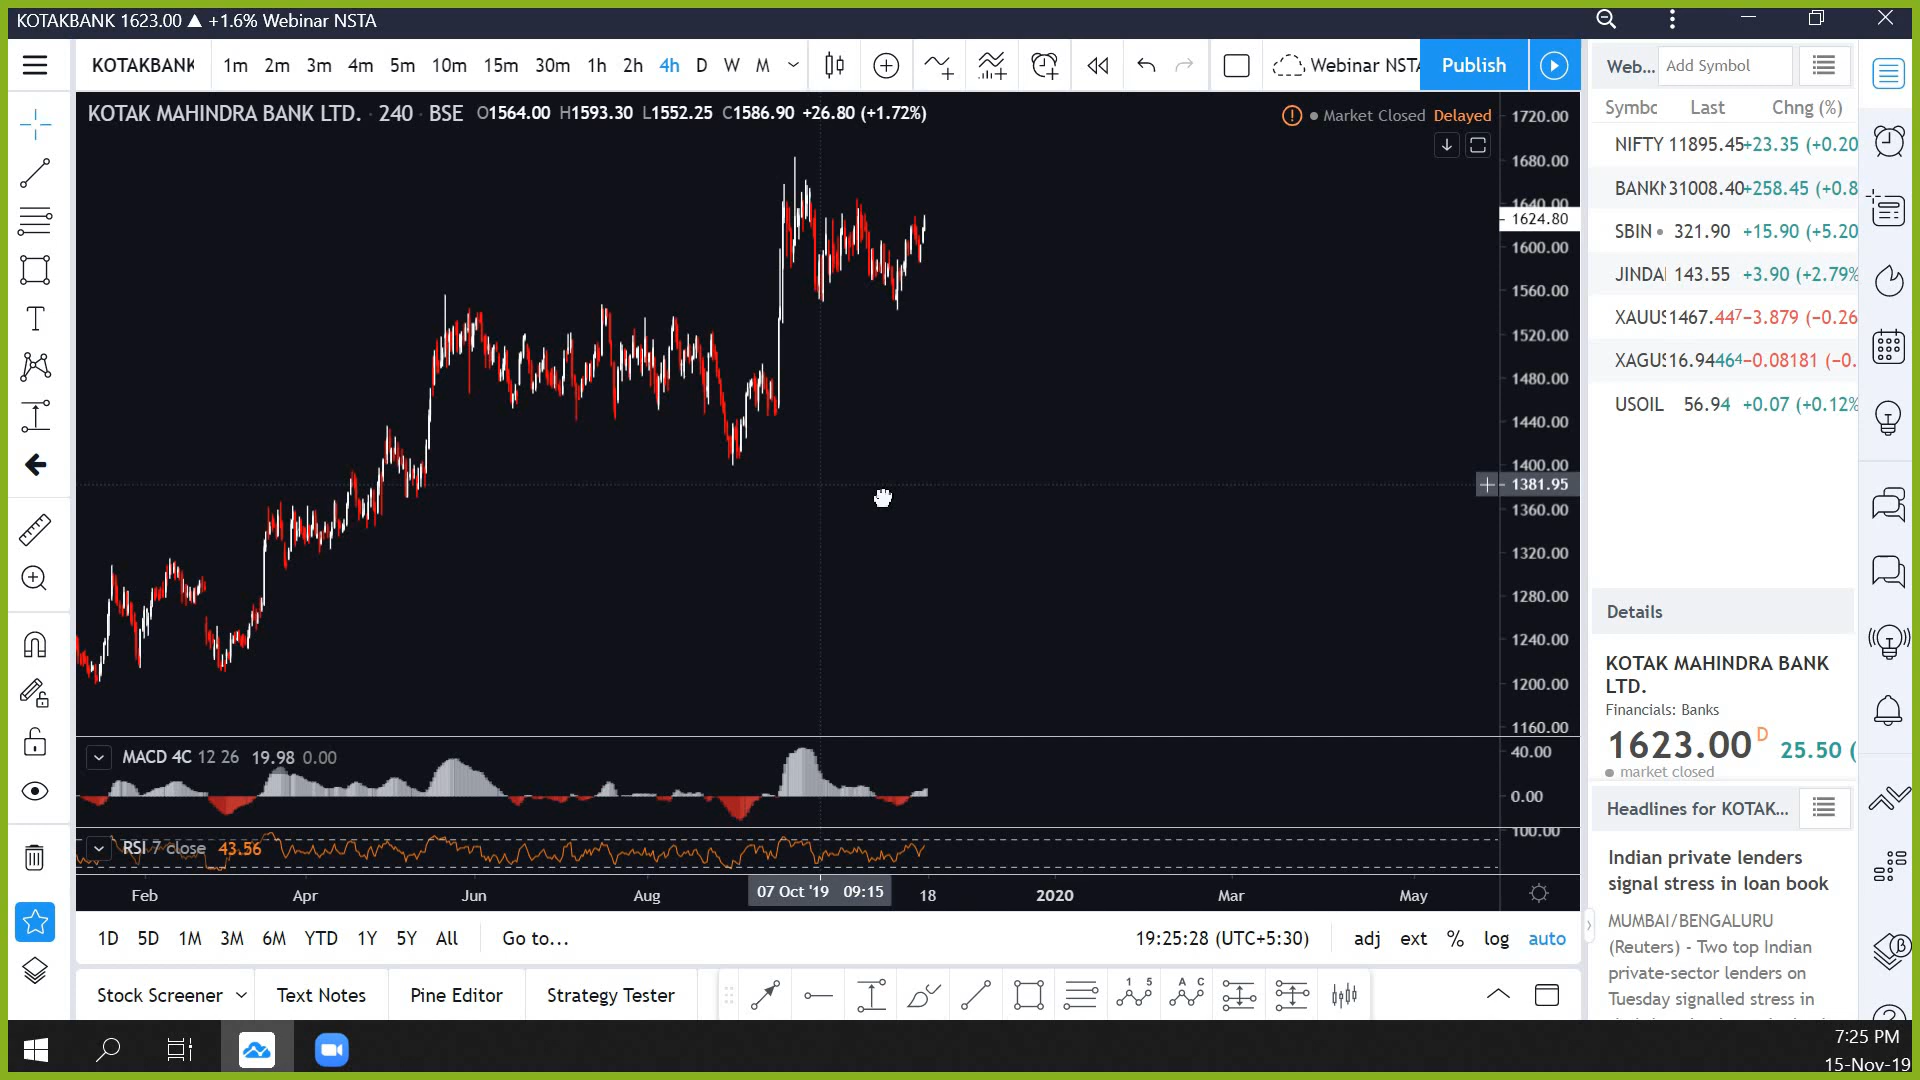 KOTAKBANK 1623.00 ▲ +1.6% Webinar NSTA
KOTAKBANK 1m 2m 3m 4m 5m 10m 15m 30m 1h 2h 4h D W M Webinar NSTA Publish
Web... Add Symbol
Symbc Last Chng (%)
NIFTY 11895.45 +23.35 (+0.20
BANKN 31008.40 +258.45 (+0.8
SBIN 321.90 +15.90 (+5.20
JINDA 143.55 +3.90 (+2.79%
XAUUS 1467.447 −3.879 (−0.26
XAGUS 16.94464 −0.08181 (−0.
USOIL 56.94 +0.07 (+0.12%
KOTAK MAHINDRA BANK LTD. · 240 · BSE O1564.00 H1593.30 L1552.25 C1586.90 +26.80 (+1.72%)
Market Closed Delayed
1720.00
1680.00
1640.00
1624.80
1600.00
1560.00
1520.00
1480.00
1440.00
1400.00
1381.95
1360.00
1320.00
1280.00
1240.00
1200.00
1160.00
MACD 4C 12 26 19.98 0.00
40.00
0.00
RSI 7 close 43.56
100.00
Feb Apr Jun Aug 07 Oct '19 09:15 18 2020 Mar May
1D 5D 1M 3M 6M YTD 1Y 5Y All Go to... 19:25:28 (UTC+5:30) adj ext % log auto
Stock Screener Text Notes Pine Editor Strategy Tester
1 5
A C
Details
KOTAK MAHINDRA BANK
LTD.
Financials: Banks
1623.00 D 25.50 (
market closed
Headlines for KOTAK...
Indian private lenders
signal stress in loan book
MUMBAI/BENGALURU
(Reuters) - Two top Indian
private-sector lenders on
Tuesday signalled stress in
7:25 PM
15-Nov-19